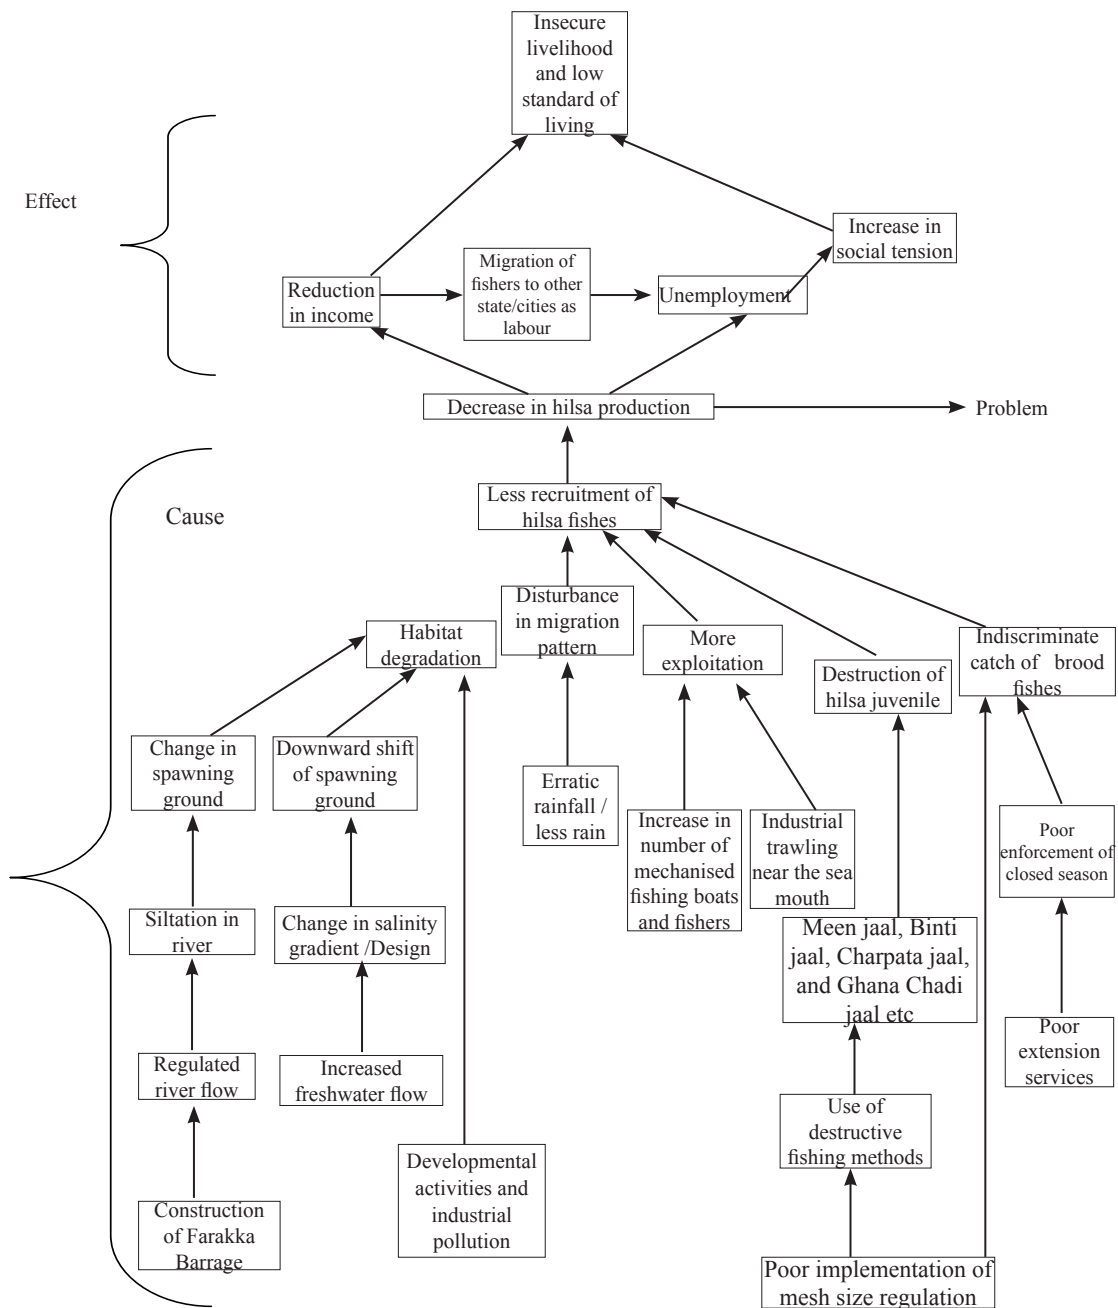 Insecure
livelihood
and low
standard of
living
Effect
Increase in
social tension
Reduction
in income
Migration of
fishers to other
state/cities as
labour
Unemployment
Decrease in hilsa production
Problem
Cause
Less recruitment of
hilsa fishes
Habitat
degradation
Disturbance
in migration
pattern
More
exploitation
Destruction of
hilsa juvenile
Indiscriminate
catch of brood
fishes
Change in
spawning
ground
Downward shift
of spawning
ground
Erratic
rainfall /
less rain
Increase in
number of
mechanised
fishing boats
and fishers
Industrial
trawling
near the sea
mouth
Poor
enforcement of
closed season
Siltation in
river
Change in salinity
gradient /Design
Meen jaal, Binti
jaal, Charpata jaal,
and Ghana Chadi
jaal etc
Regulated
river flow
Increased
freshwater flow
Poor
extension
services
Use of
destructive
fishing methods
Developmental
activities and
industrial
pollution
Construction
of Farakka
Barrage
Poor implementation of
mesh size regulation